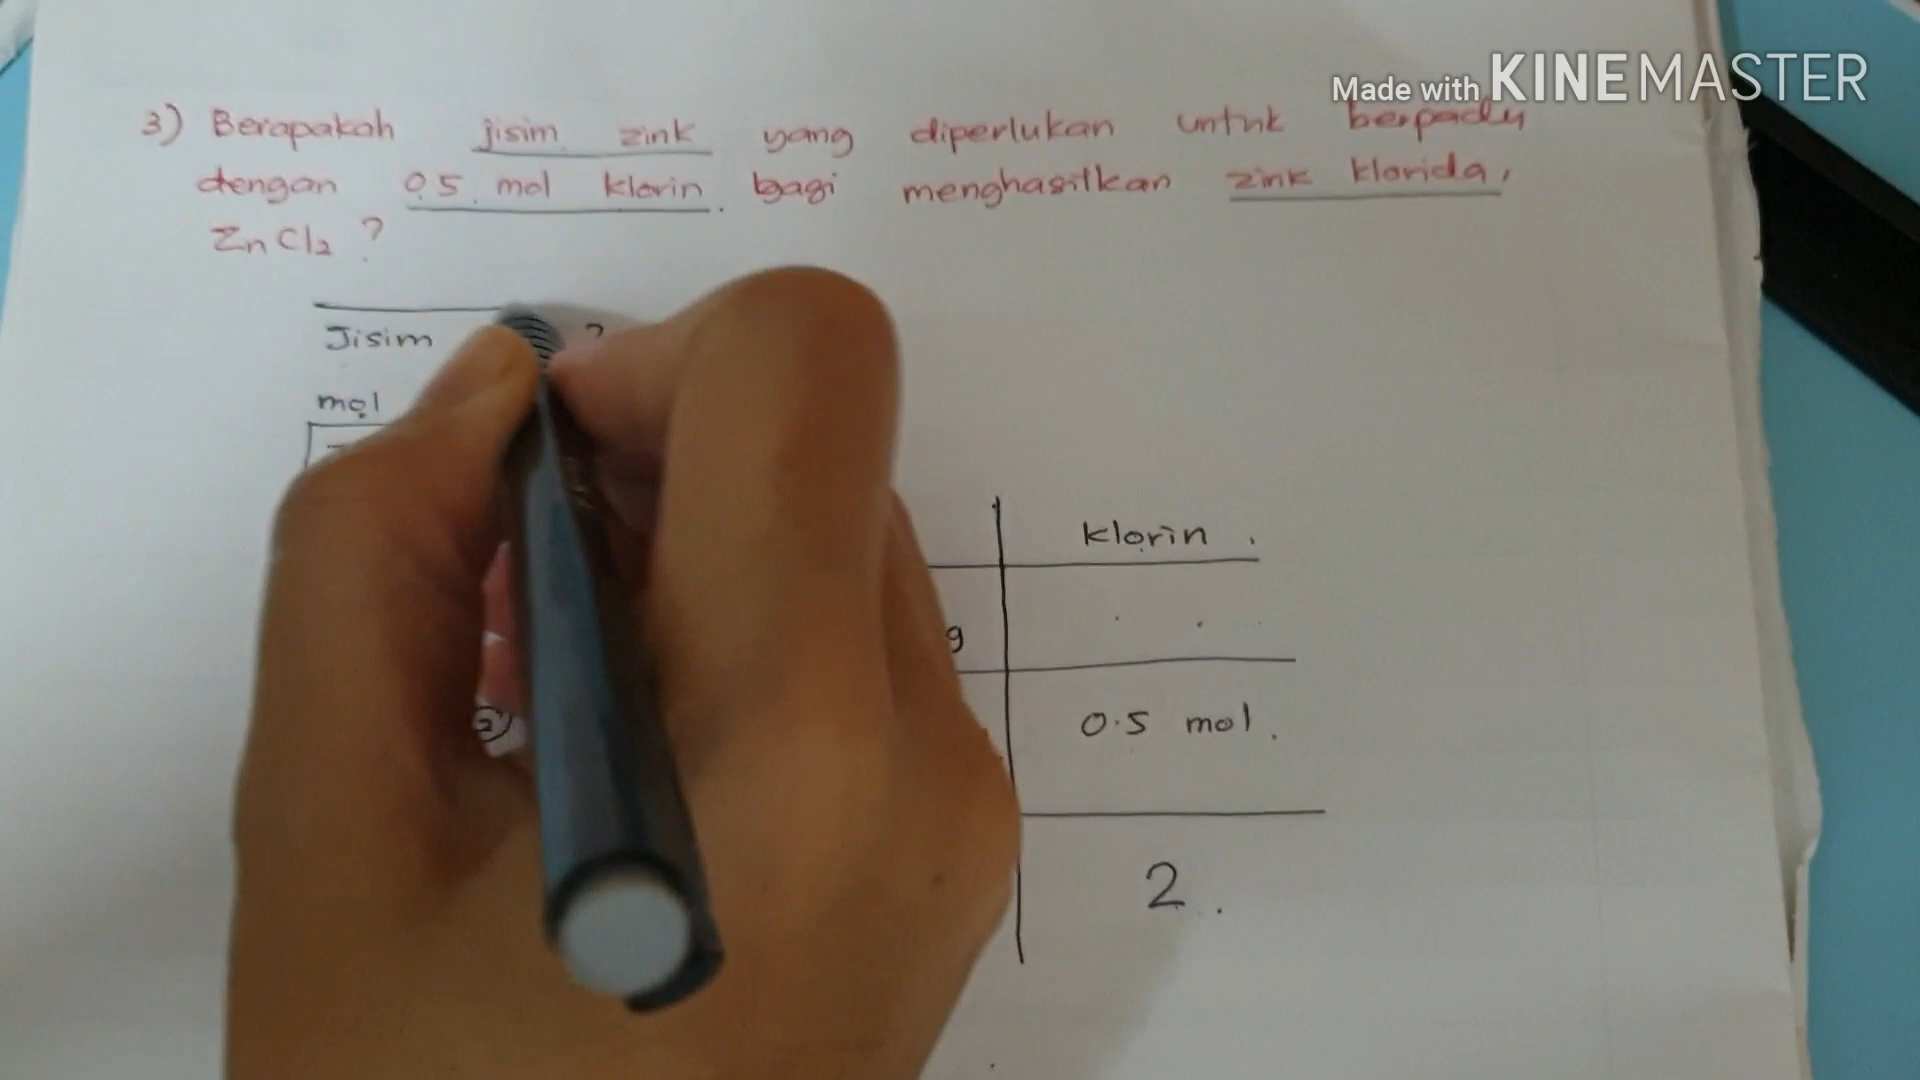 Made with KINEMASTER
3) Berapakah jisim zink yang diperlukan untuk berpadu
dengan 0.5 mol klorin bagi menghasilkan zink klorida,
ZnCl2 ?
Jisim ?
mol
klorin .
g
2
0.5 mol.
2 .